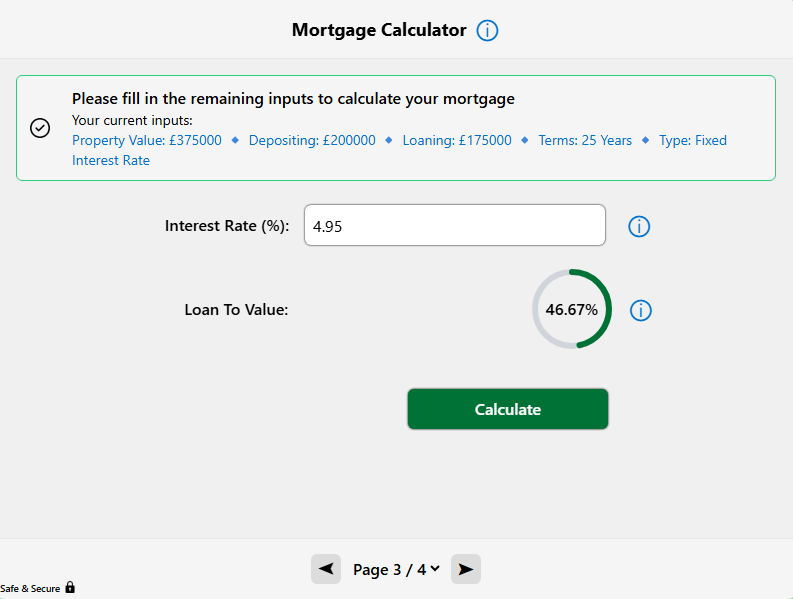 Mortgage Calculator
Please fill in the remaining inputs to calculate your mortgage
Your current inputs:
Property Value: £375000 ◆ Depositing: £200000 ◆ Loaning: £175000 ◆ Terms: 25 Years ◆ Type: Fixed
Interest Rate
Interest Rate (%): 4.95
Loan To Value: 46.67%
Calculate
Page 3 / 4
Safe & Secure